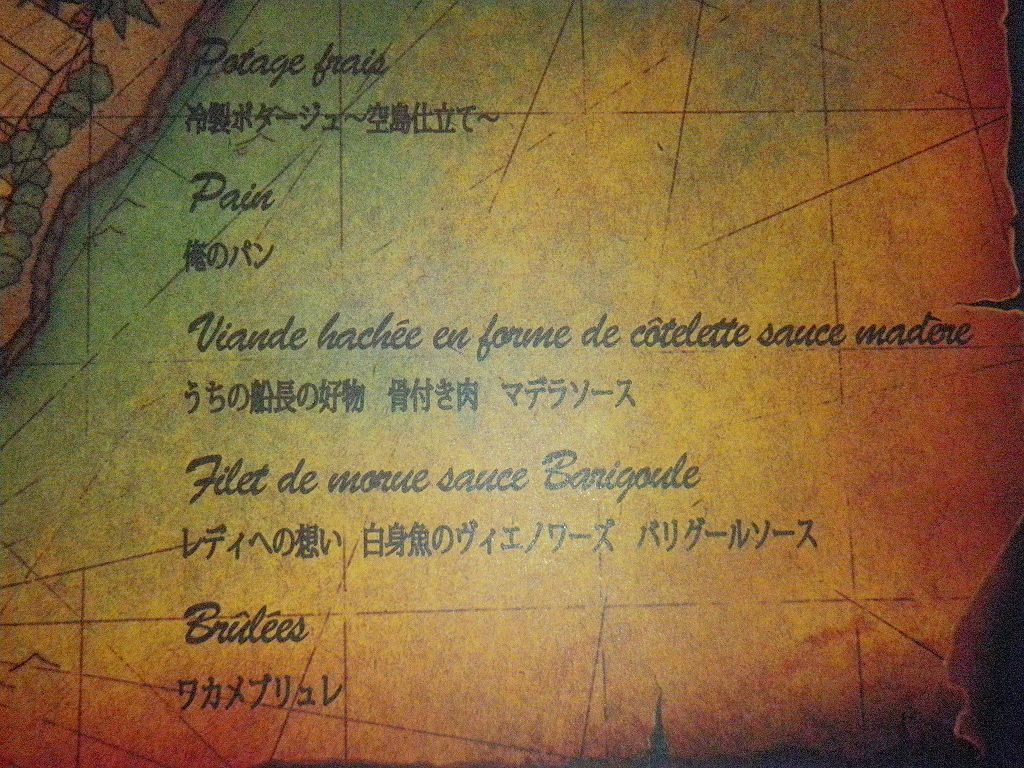 Potage frais
冷製ポタージュ～空島仕立て～
Pain
俺のパン
Viande hachée en forme de côtelette sauce madère
うちの船長の好物　骨付き肉　マデラソース
Filet de morue sauce Barigoule
レディへの想い　白身魚のヴィエノワーズ　バリグールソース
Brûlées
ワカメブリュレ